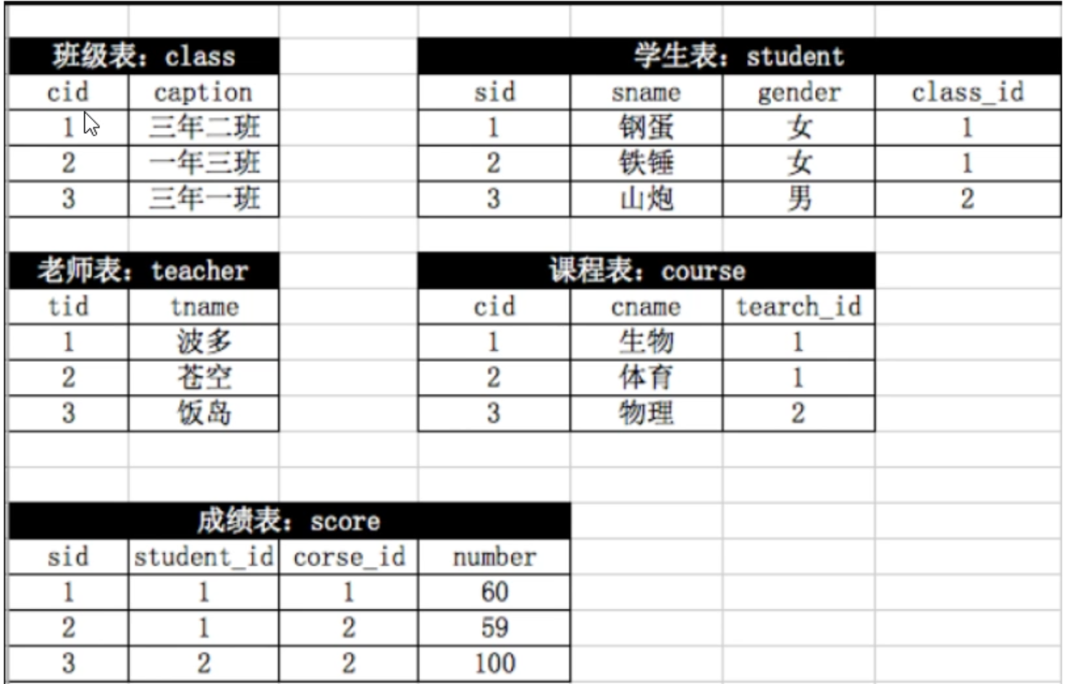 班级表：class 学生表：student
cid caption sid sname gender class_id
1 三年二班 1 钢蛋 女 1
2 一年三班 2 铁锤 女 1
3 三年一班 3 山炮 男 2
老师表：teacher 课程表：course
tid tname cid cname tearch_id
1 波多 1 生物 1
2 苍空 2 体育 1
3 饭岛 3 物理 2
成绩表：score
sid student_id corse_id number
1 1 1 60
2 1 2 59
3 2 2 100